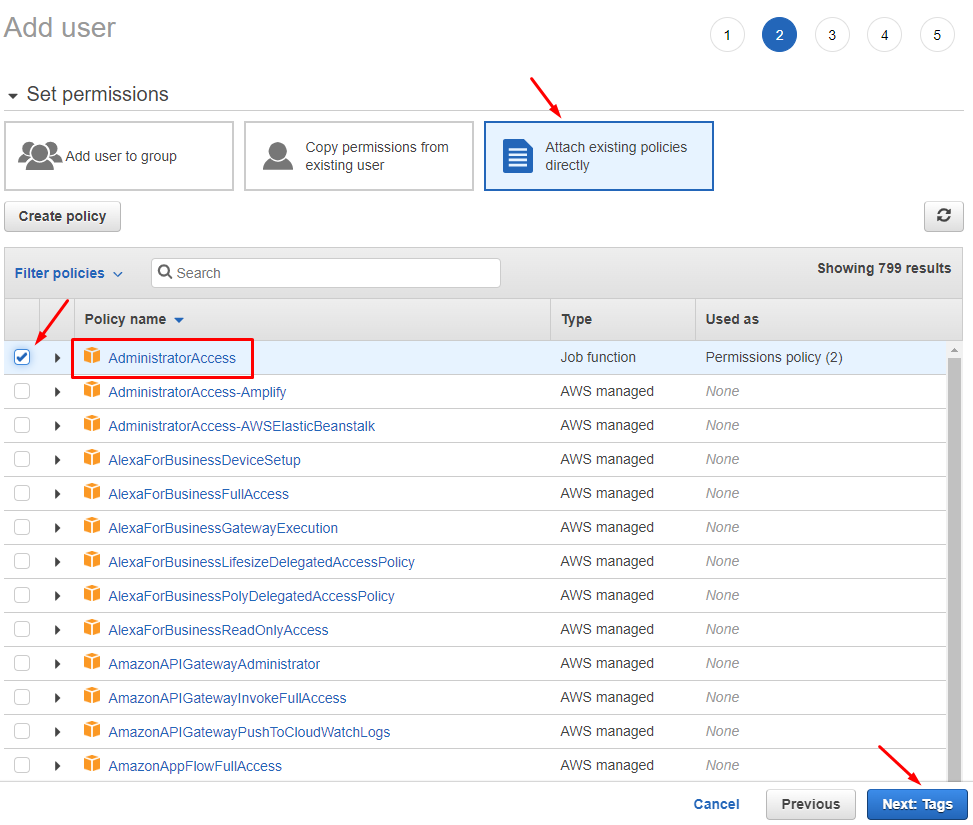 Add user
1 2 3 4 5
Set permissions
Add user to group
Copy permissions from
existing user
Attach existing policies
directly
Create policy
Filter policies
Search
Showing 799 results
Policy name Type Used as
AdministratorAccess Job function Permissions policy (2)
AdministratorAccess-Amplify AWS managed None
AdministratorAccess-AWSElasticBeanstalk AWS managed None
AlexaForBusinessDeviceSetup AWS managed None
AlexaForBusinessFullAccess AWS managed None
AlexaForBusinessGatewayExecution AWS managed None
AlexaForBusinessLifesizeDelegatedAccessPolicy AWS managed None
AlexaForBusinessPolyDelegatedAccessPolicy AWS managed None
AlexaForBusinessReadOnlyAccess AWS managed None
AmazonAPIGatewayAdministrator AWS managed None
AmazonAPIGatewayInvokeFullAccess AWS managed None
AmazonAPIGatewayPushToCloudWatchLogs AWS managed None
AmazonAppFlowFullAccess AWS managed None
Cancel Previous Next: Tags